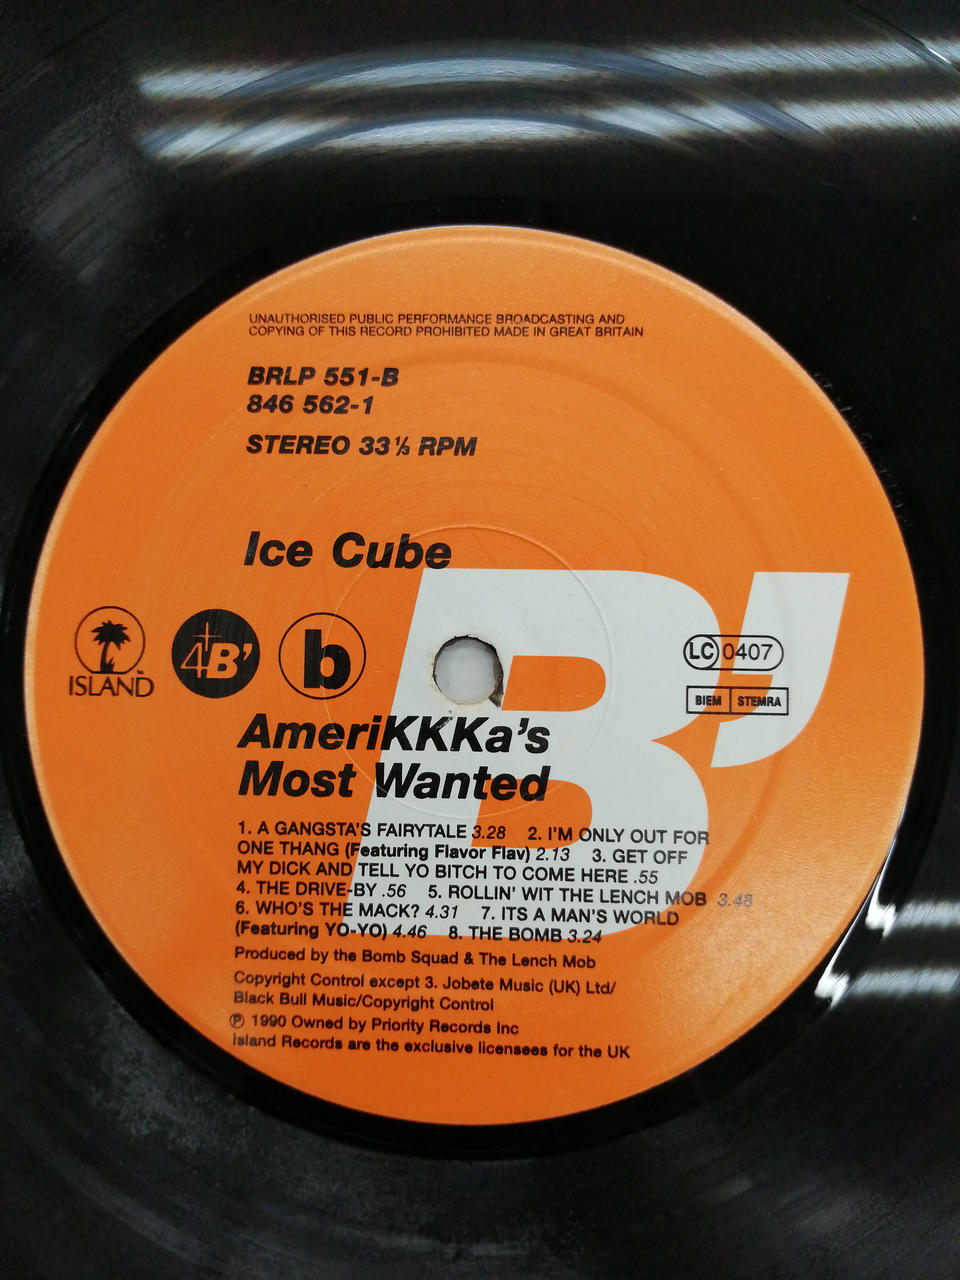 UNAUTHORISED PUBLIC PERFORMANCE BROADCASTING AND
COPYING OF THIS RECORD PROHIBITED MADE IN GREAT BRITAIN
BRLP 551-B
846 562-1
STEREO 33 ⅓ RPM
Ice Cube
B'
ISLAND
TM
4B'
b
LC 0407
BIEM STEMRA
AmeriKKKa's
Most Wanted
1. A GANGSTA'S FAIRYTALE 3.28 2. I'M ONLY OUT FOR
ONE THANG (Featuring Flavor Flav) 2.13 3. GET OFF
MY DICK AND TELL YO BITCH TO COME HERE .55
4. THE DRIVE-BY .56 5. ROLLIN' WIT THE LENCH MOB 3.48
6. WHO'S THE MACK? 4.31 7. ITS A MAN'S WORLD
(Featuring YO-YO) 4.46 8. THE BOMB 3.24
Produced by the Bomb Squad & The Lench Mob
Copyright Control except 3. Jobete Music (UK) Ltd/
Black Bull Music/Copyright Control
℗ 1990 Owned by Priority Records Inc
Island Records are the exclusive licensees for the UK